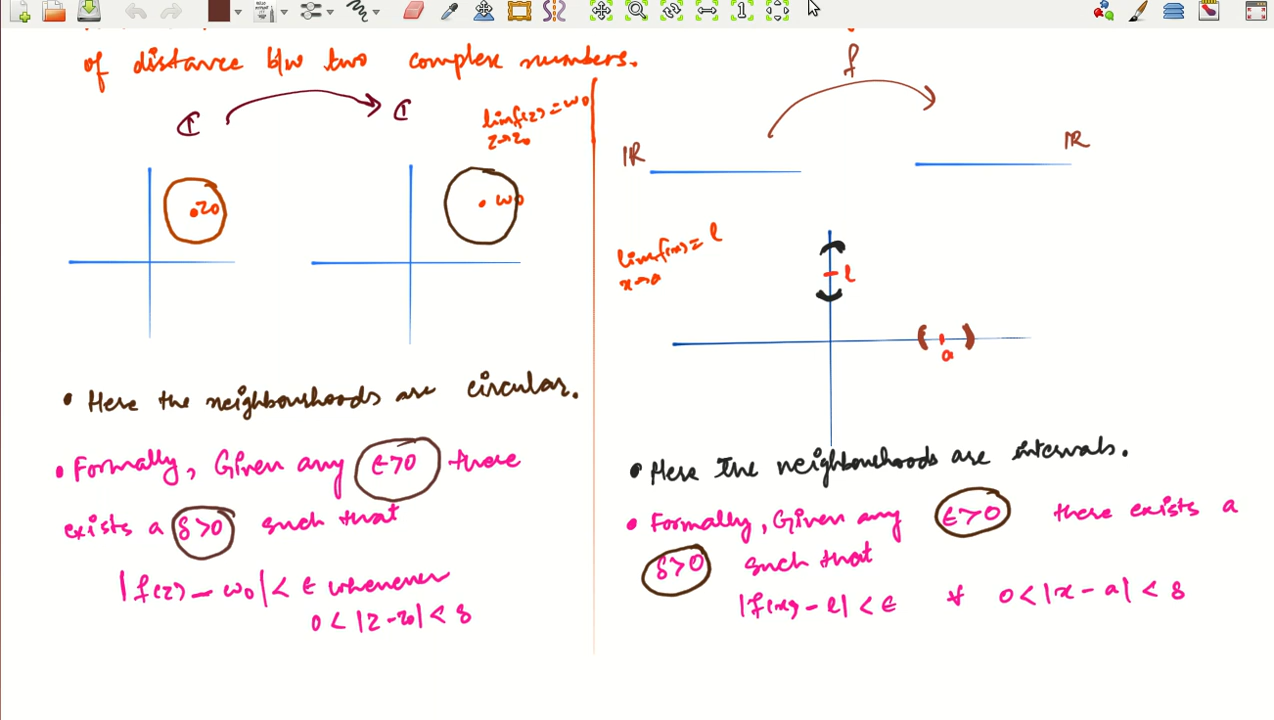 of distance b/w two complex numbers.
ℂ ℂ
lim f(z) = w0
z→z0
z0
w0
• Here the neighbourhoods are circular.
• Formally, Given any ϵ>0 there
exists a δ>0 such that
|f(z) - w0| < ϵ whenever
0 < |z - z0| < δ
f
IR IR
lim f(x) = l
x→a
l
a
• Here the neighbourhoods are intervals.
• Formally, Given any ϵ>0 there exists a
δ>0 such that
|f(x) - l| < ϵ ∀ 0 < |x - a| < δ